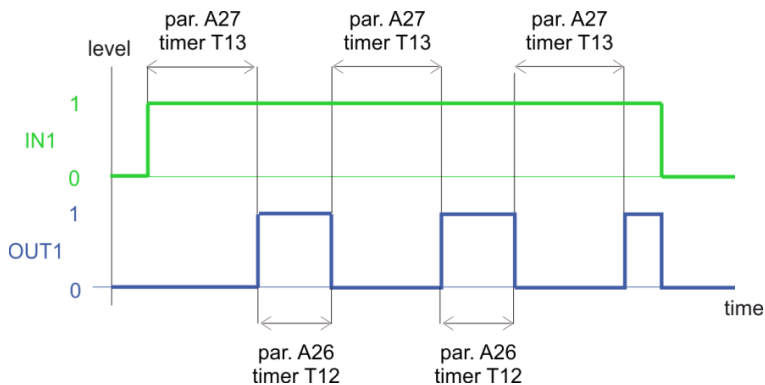 par. A27
timer T13
par. A27
timer T13
par. A27
timer T13
level
1
IN1
0
1
OUT1
0
time
par. A26
timer T12
par. A26
timer T12